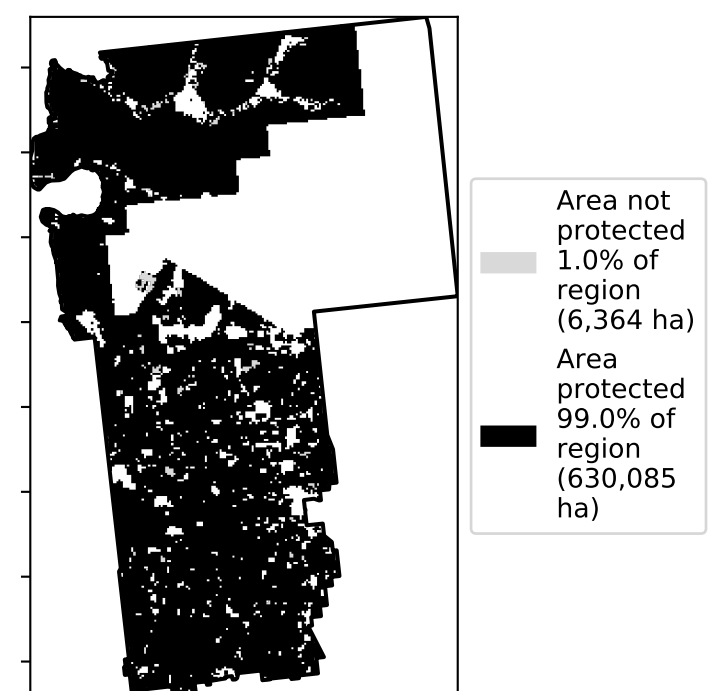 Area not
protected
1.0% of
region
(6,364 ha)
Area
protected
99.0% of
region
(630,085
ha)